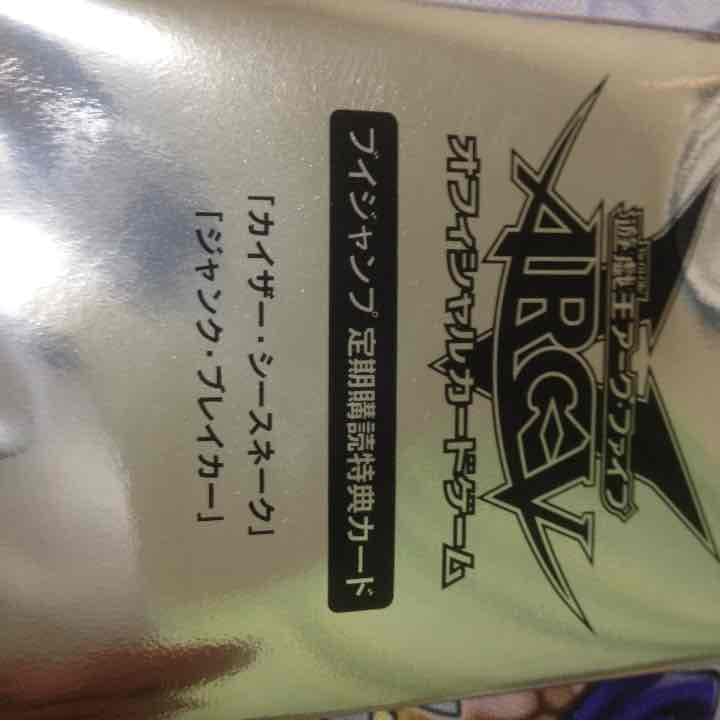 遊戯王アーク・ファイブ
ARC-V
オフィシャルカードゲーム
ブイジャンプ 定期購読特典カード
「カイザー・シースネーク」
「ジャンク・ブレイカー」